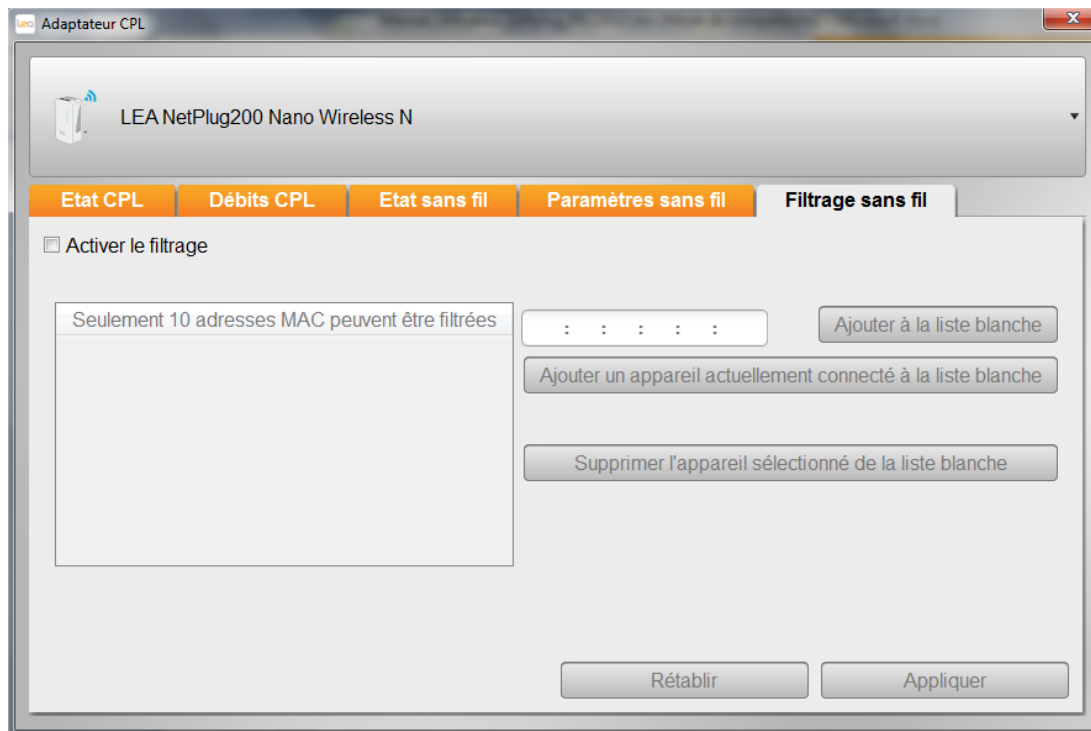 Lea Adaptateur CPL
LEA NetPlug200 Nano Wireless N
Etat CPL Débits CPL Etat sans fil Paramètres sans fil Filtrage sans fil
Activer le filtrage
Seulement 10 adresses MAC peuvent être filtrées
: : : : :
Ajouter à la liste blanche
Ajouter un appareil actuellement connecté à la liste blanche
Supprimer l'appareil sélectionné de la liste blanche
Rétablir Appliquer